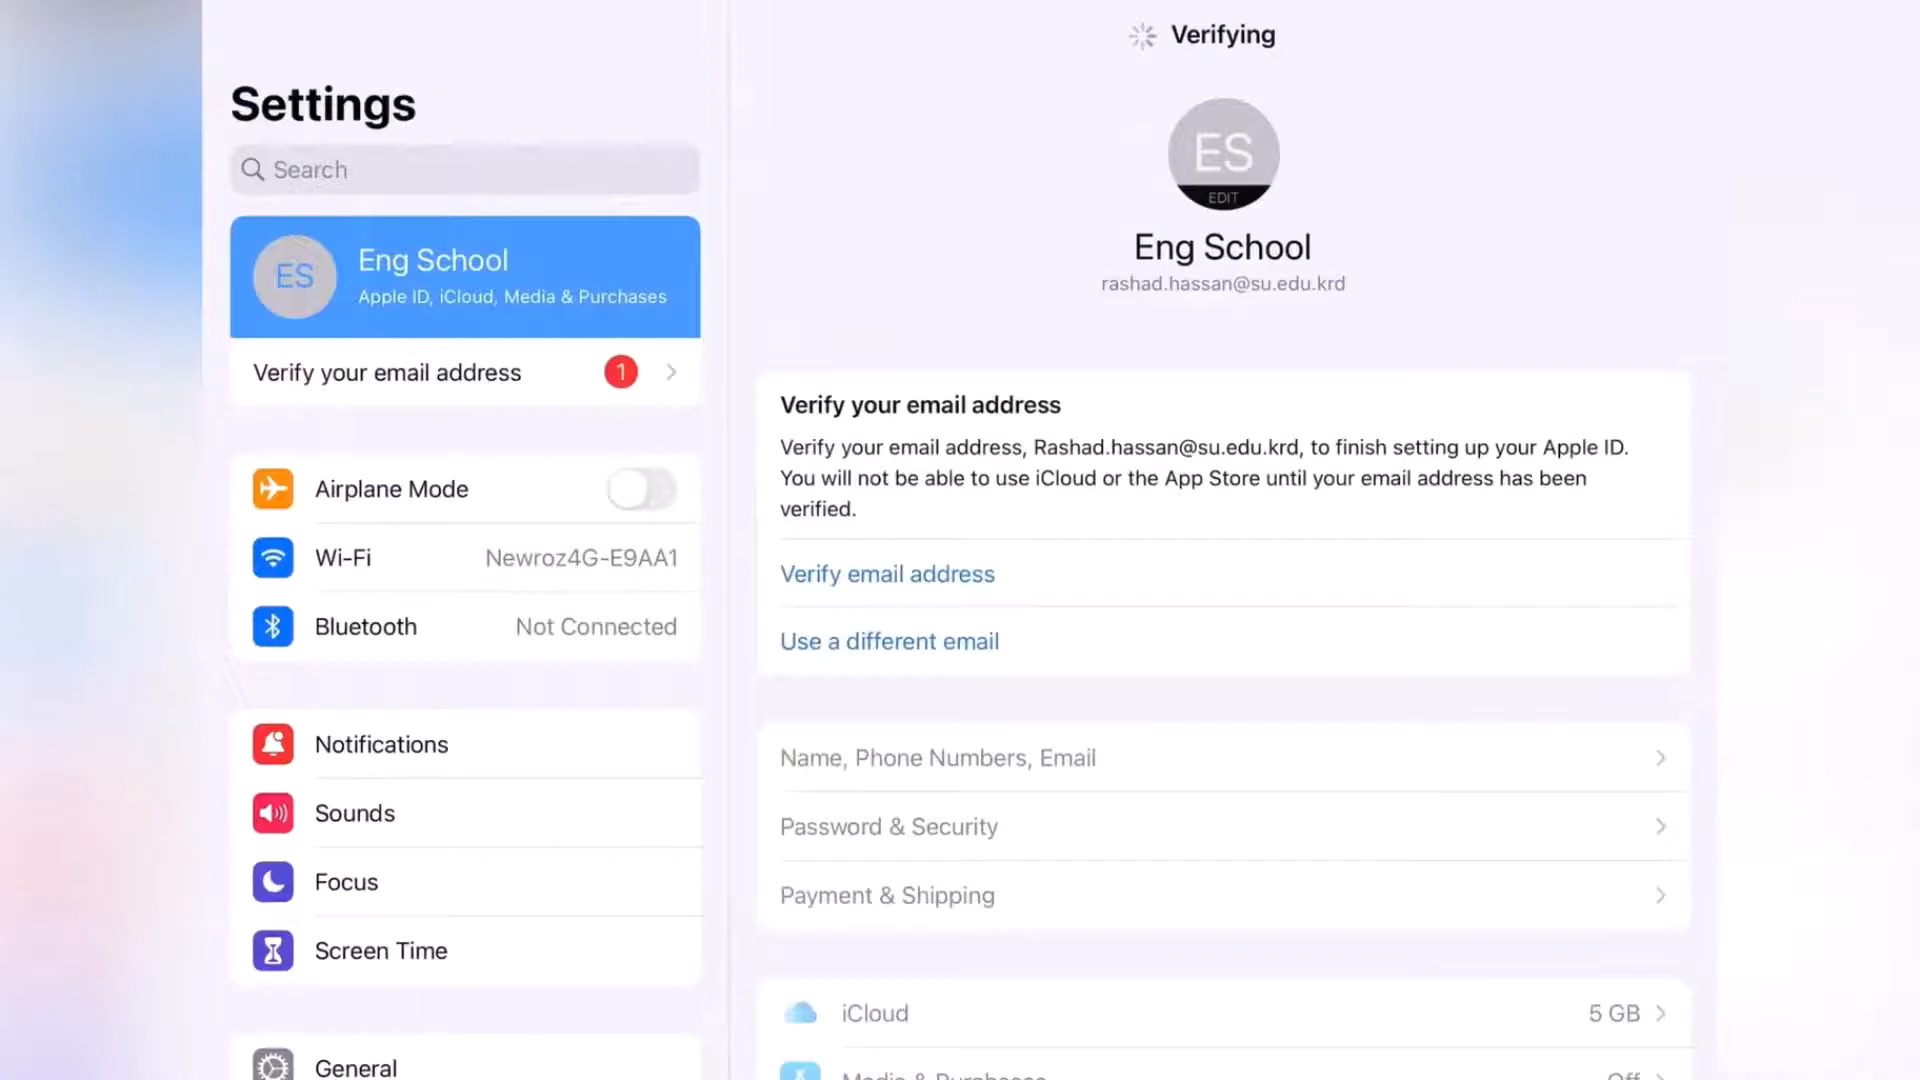 Verifying
Settings
Search
ES
Eng School
Apple ID, iCloud, Media & Purchases
Verify your email address
1
Airplane Mode
Wi-Fi
Newroz4G-E9AA1
Bluetooth
Not Connected
Notifications
Sounds
Focus
Screen Time
General
ES
EDIT
Eng School
rashad.hassan@su.edu.krd
Verify your email address
Verify your email address, Rashad.hassan@su.edu.krd, to finish setting up your Apple ID.
You will not be able to use iCloud or the App Store until your email address has been
verified.
Verify email address
Use a different email
Name, Phone Numbers, Email
Password & Security
Payment & Shipping
iCloud
5 GB
Media & Purchases
Off